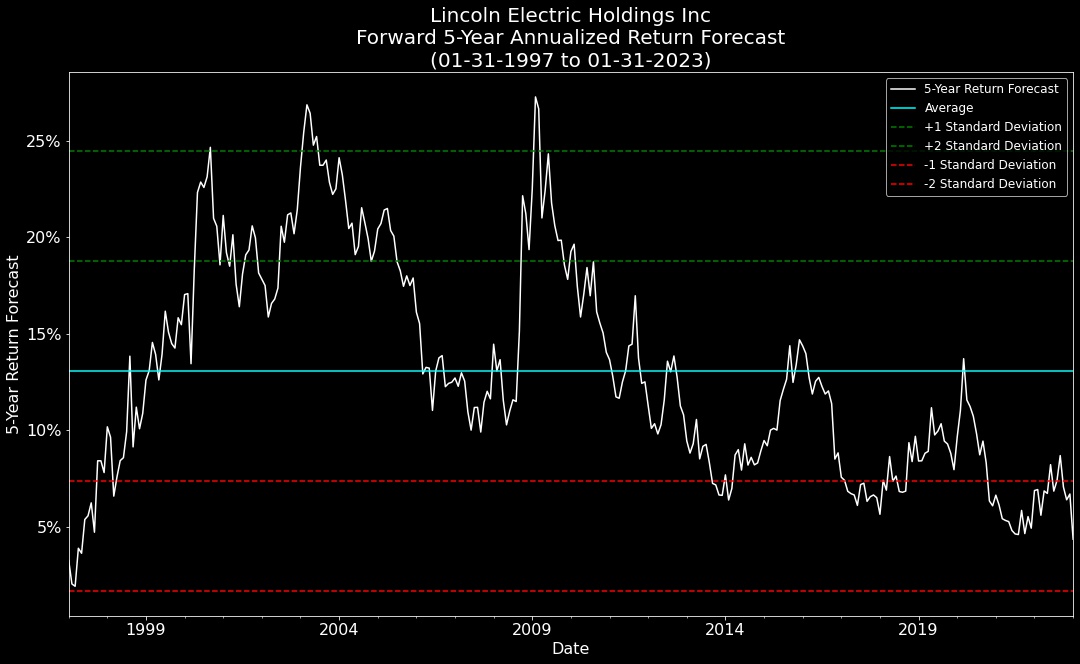 Lincoln Electric Holdings Inc
Forward 5-Year Annualized Return Forecast
(01-31-1997 to 01-31-2023)
5-Year Return Forecast
Average
+1 Standard Deviation
+2 Standard Deviation
-1 Standard Deviation
-2 Standard Deviation
5-Year Return Forecast
25%
20%
15%
10%
5%
1999
2004
2009
2014
2019
Date